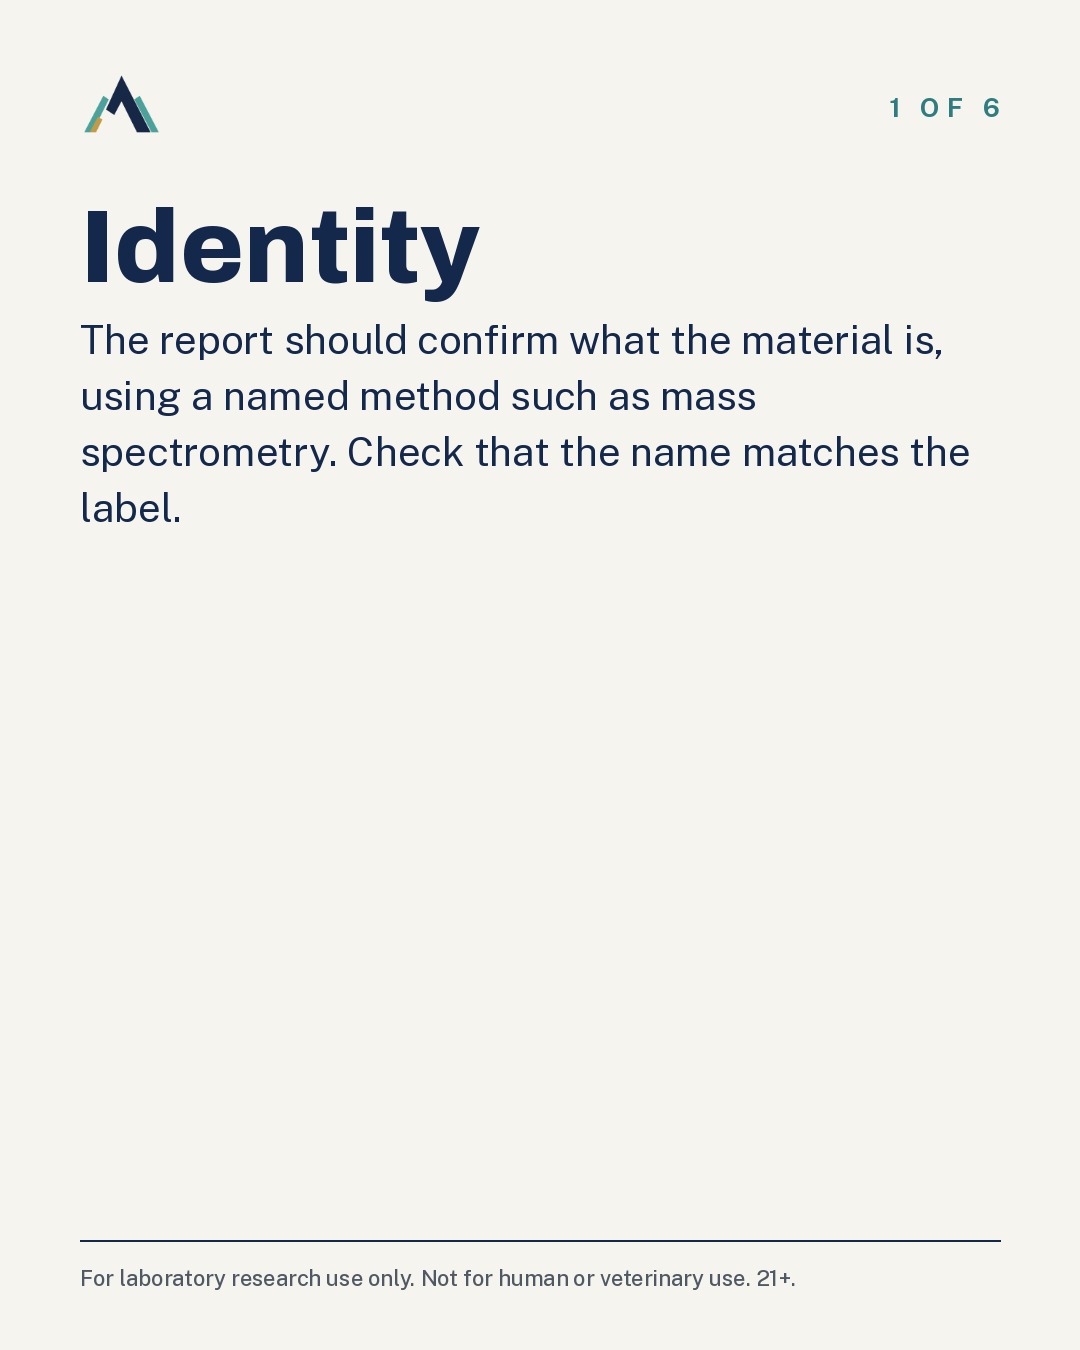 1 OF 6
Identity
The report should confirm what the material is,
using a named method such as mass
spectrometry. Check that the name matches the
label.
For laboratory research use only. Not for human or veterinary use. 21+.